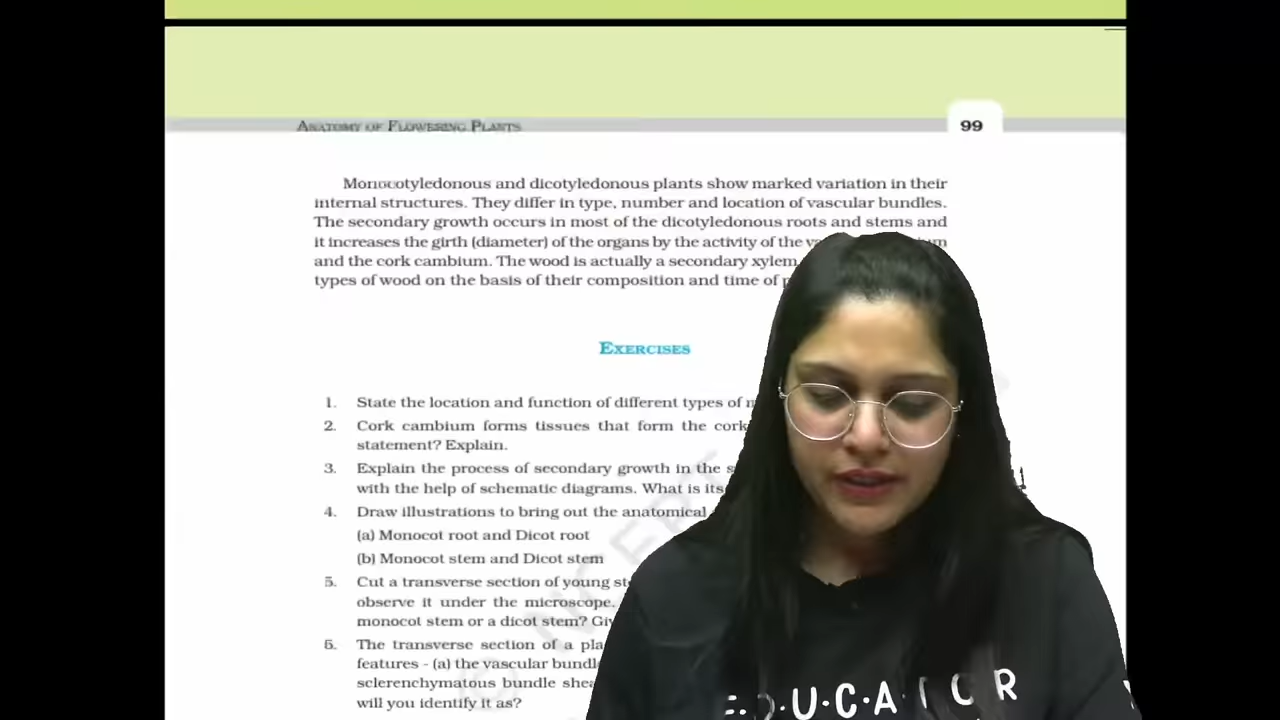 ANATOMY OF FLOWERING PLANTS
99
Monocotyledonous and dicotyledonous plants show marked variation in their
internal structures. They differ in type, number and location of vascular bundles.
The secondary growth occurs in most of the dicotyledonous roots and stems and
it increases the girth (diameter) of the organs by the activity of the
and the cork cambium. The wood is actually a secondary xylem
types of wood on the basis of their composition and time of
EXERCISES
1. State the location and function of different types of
2. Cork cambium forms tissues that form the cork
statement? Explain.
3. Explain the process of secondary growth in the
with the help of schematic diagrams. What is its
4. Draw illustrations to bring out the anatomical
(a) Monocot root and Dicot root
(b) Monocot stem and Dicot stem
5. Cut a transverse section of young
observe it under the microscope.
monocot stem or a dicot stem?
6. The transverse section of a
features - (a) the vascular
sclerenchymatous bundle
will you identify it as?
© NCERT
E·D·U·C·A·T·O·R